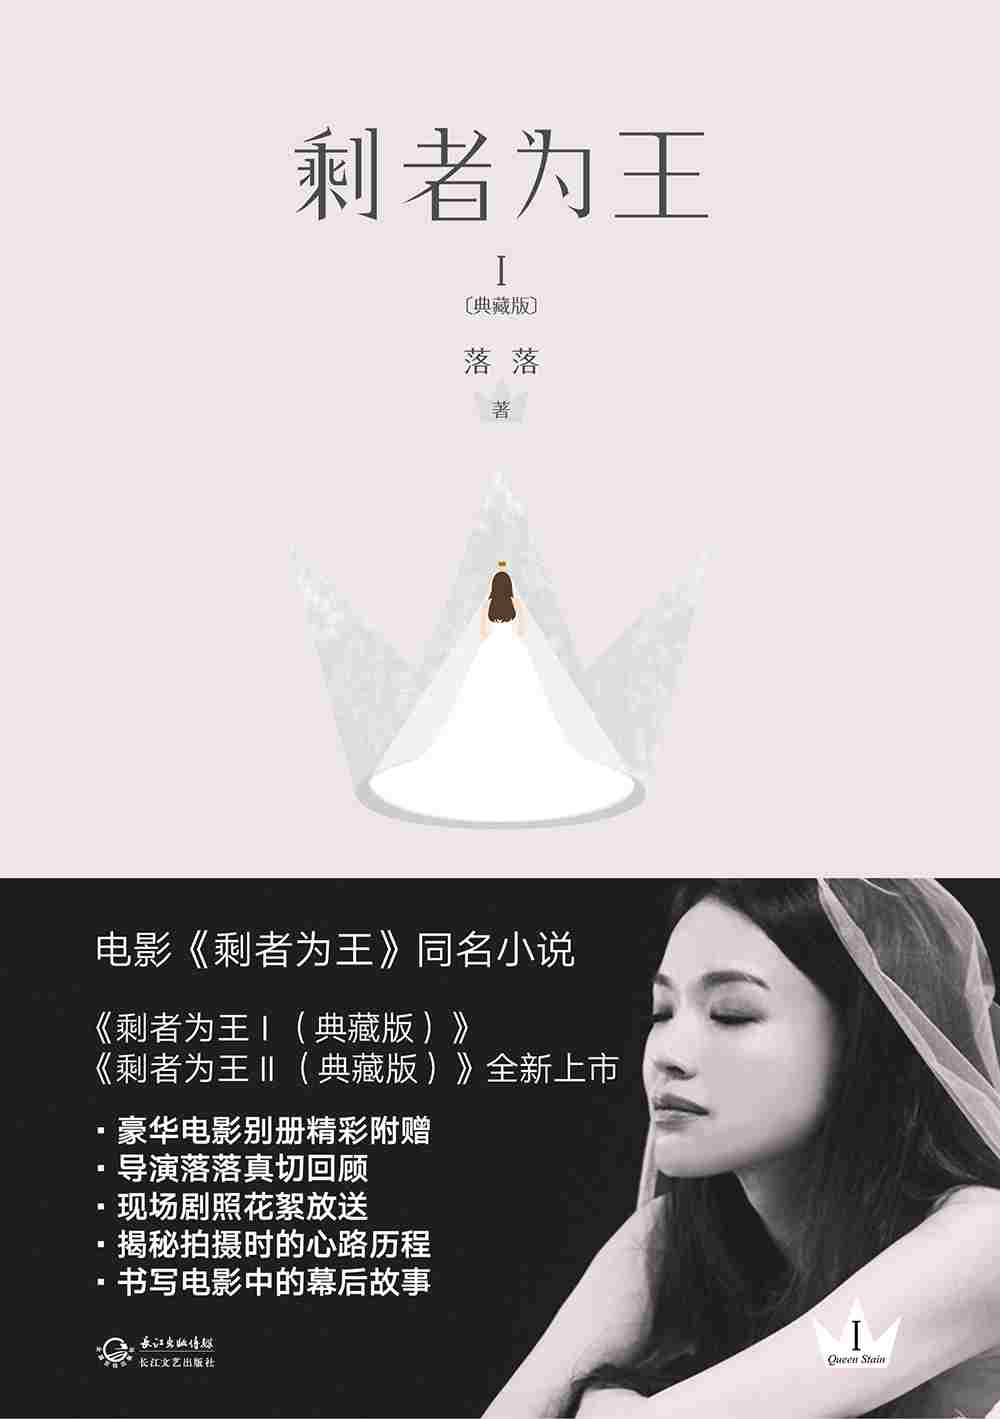 剩者为王
I
〔典藏版〕
落落
著
电影《剩者为王》同名小说
《剩者为王Ⅰ（典藏版）》
《剩者为王Ⅱ（典藏版）》全新上市
·豪华电影别册精彩附赠
·导演落落真切回顾
·现场剧照花絮放送
·揭秘拍摄时的心路历程
·书写电影中的幕后故事
长江出版传媒
长江文艺出版社
I
Queen Stain